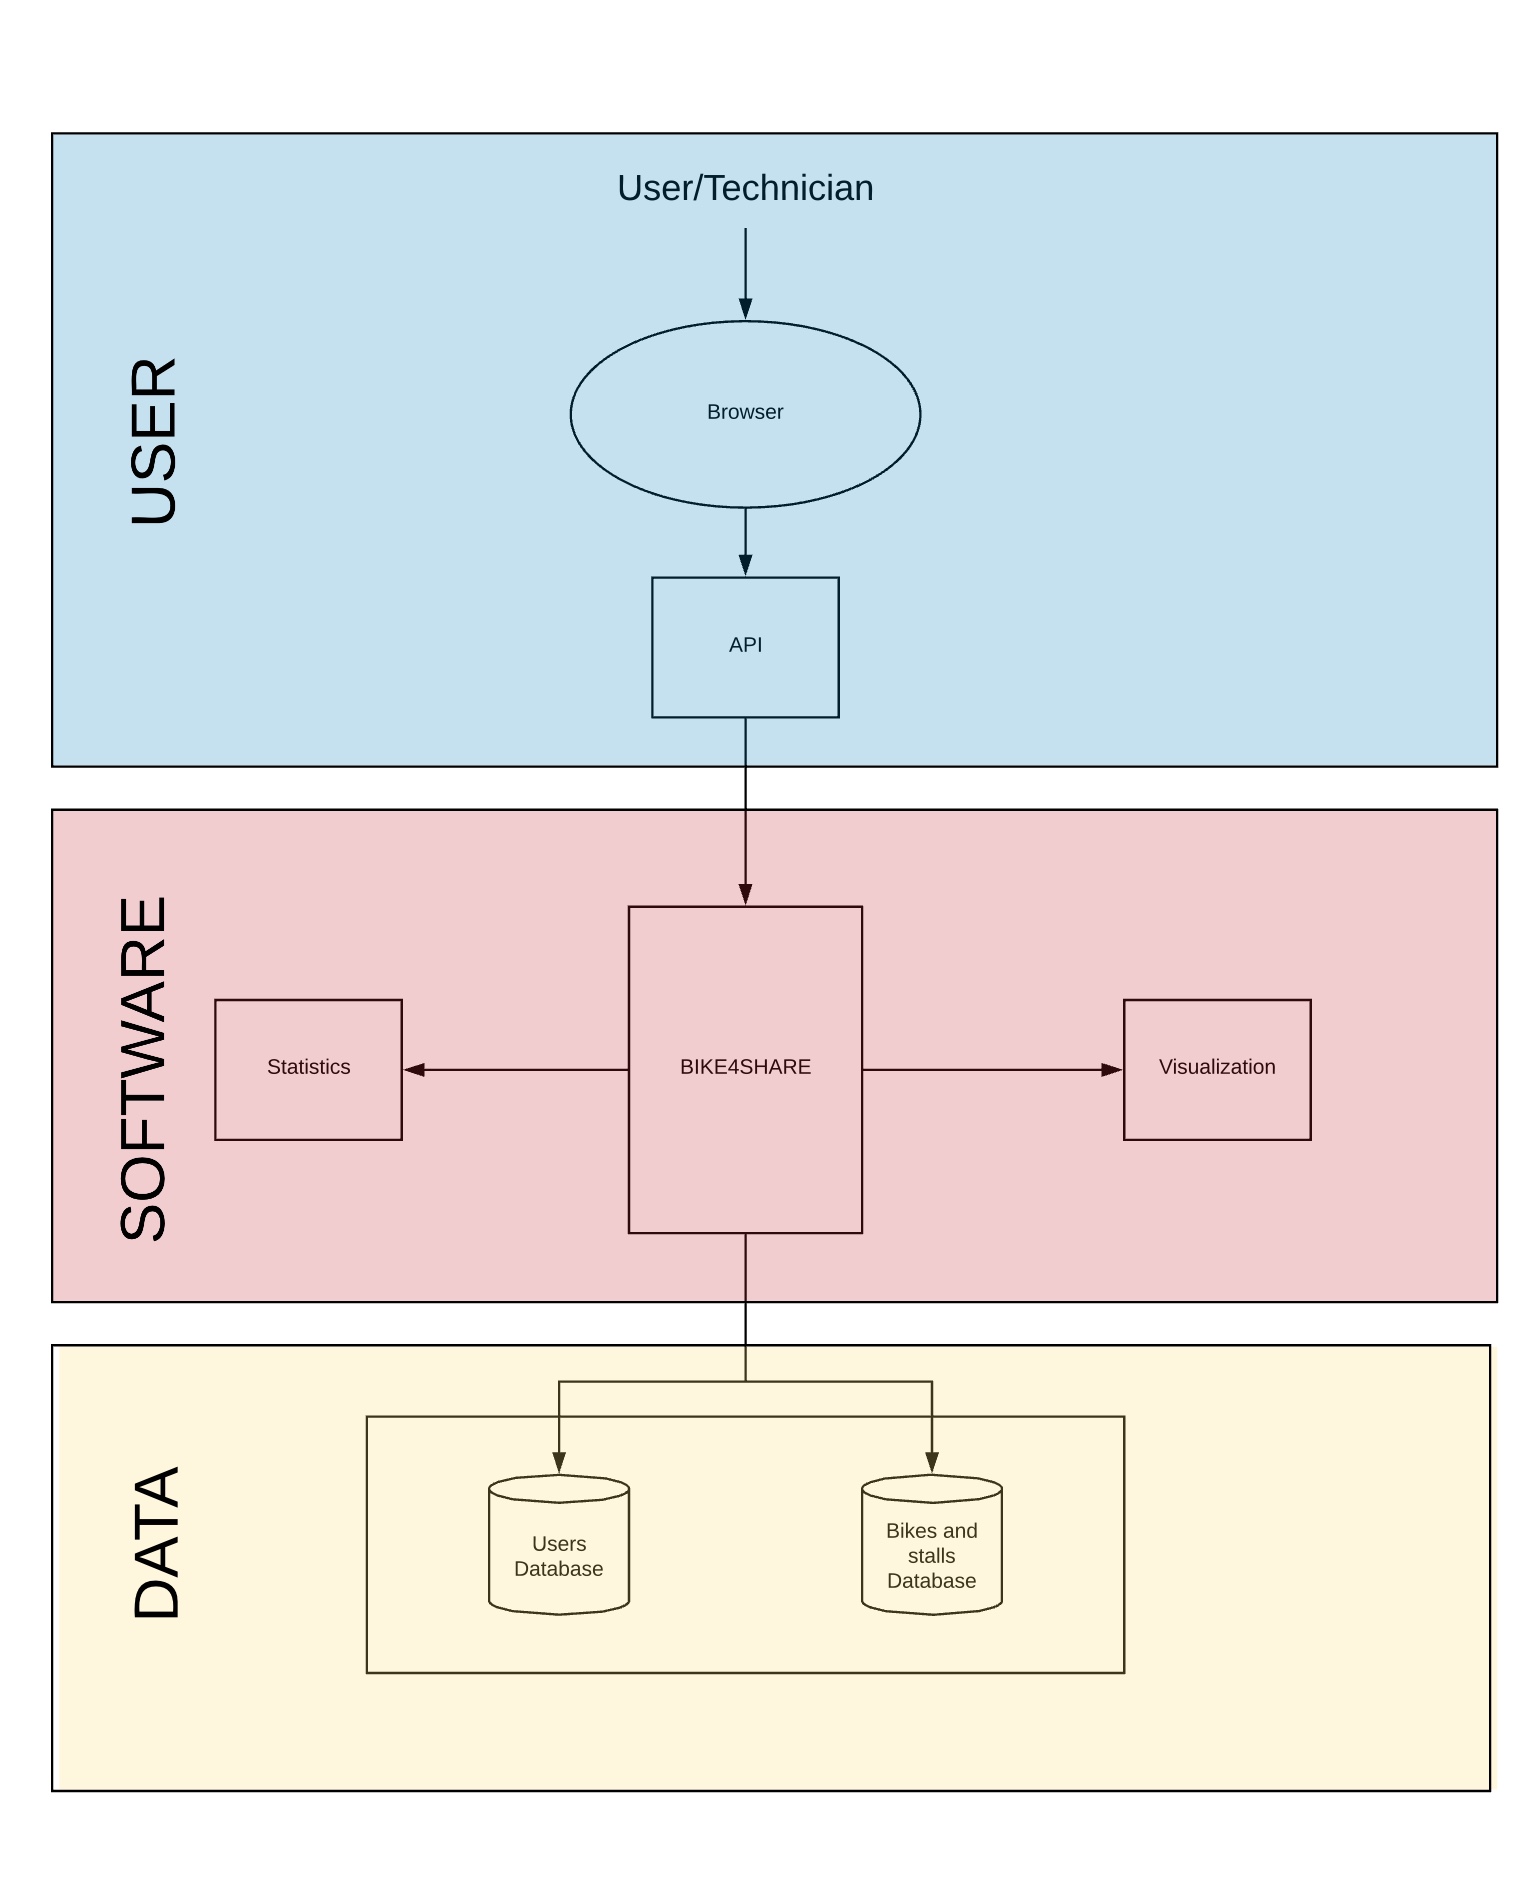 User/Technician
USER
Browser
API
SOFTWARE
Statistics
BIKE4SHARE
Visualization
DATA
Users
Database
Bikes and
stalls
Database